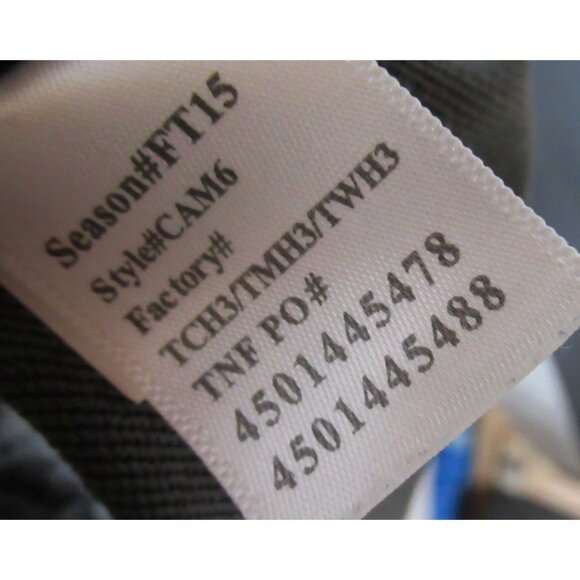 Season#FT15
Style#CAM6
Factory#
TCH3/TMH3/TWH3
TNF PO#
4501445478
4501445488